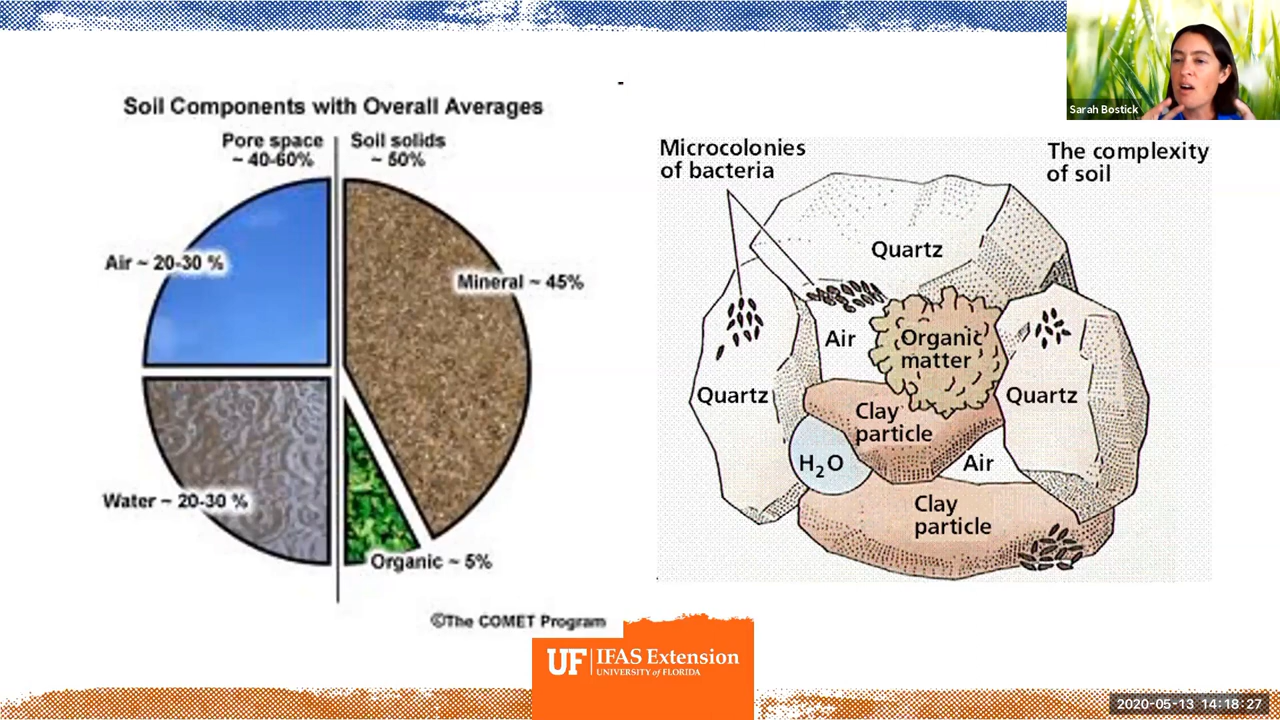 Sarah Bostick
Soil Components with Overall Averages
Pore space
~ 40-60%
Soil solids
~ 50%
Air ~ 20-30 %
Mineral ~ 45%
Water ~ 20-30 %
Organic ~ 5%
©The COMET Program
Microcolonies
of bacteria
The complexity
of soil
Quartz
Air
Organic
matter
Quartz
Quartz
Clay
particle
H₂O
Air
Clay
particle
UF IFAS Extension
UNIVERSITY of FLORIDA
2020-05-13 14:18:27